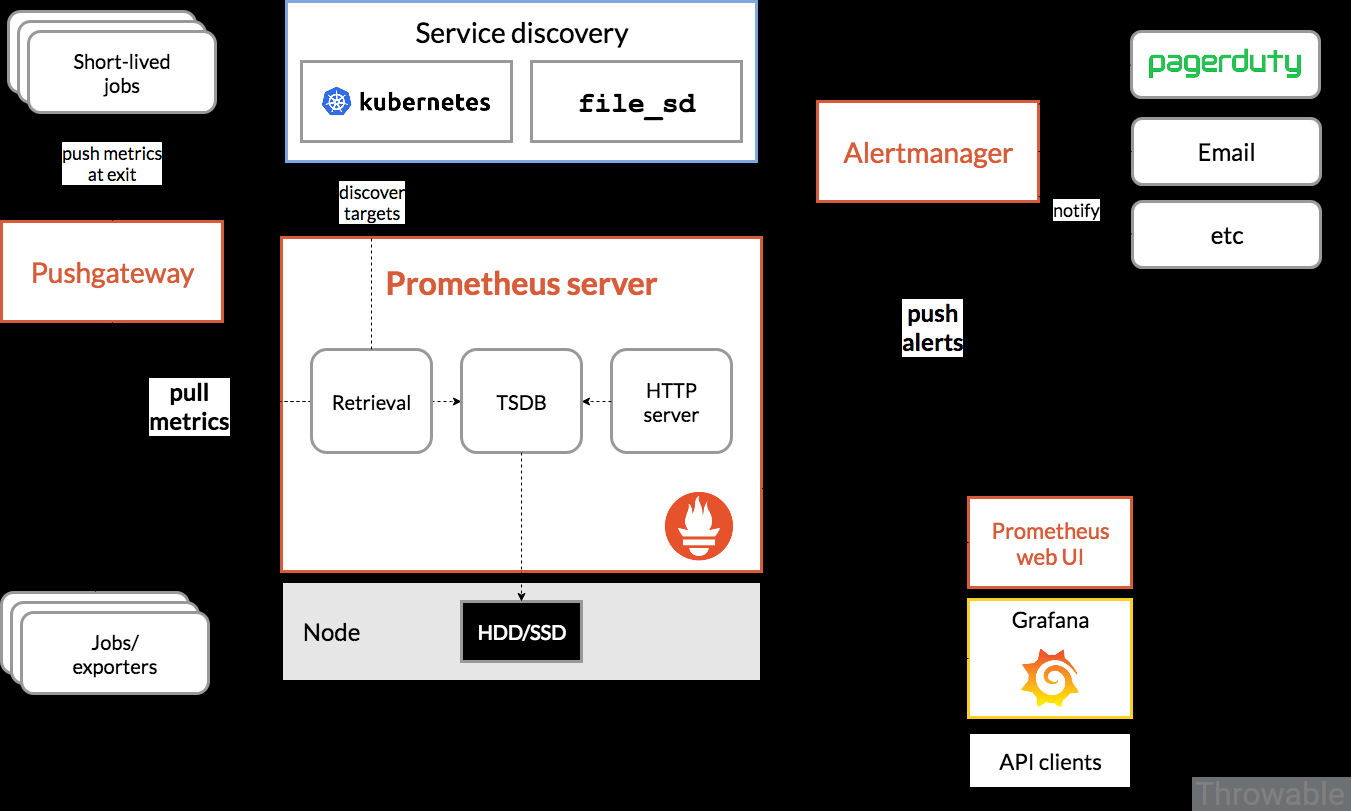 Short-lived
jobs
push metrics
at exit
Pushgateway
pull
metrics
Jobs/
exporters
Service discovery
kubernetes
file_sd
discover
targets
Prometheus server
Retrieval
TSDB
HTTP
server
Node
HDD/SSD
Alertmanager
notify
pagerduty
Email
etc
push
alerts
Prometheus
web UI
Grafana
API clients
Throwable